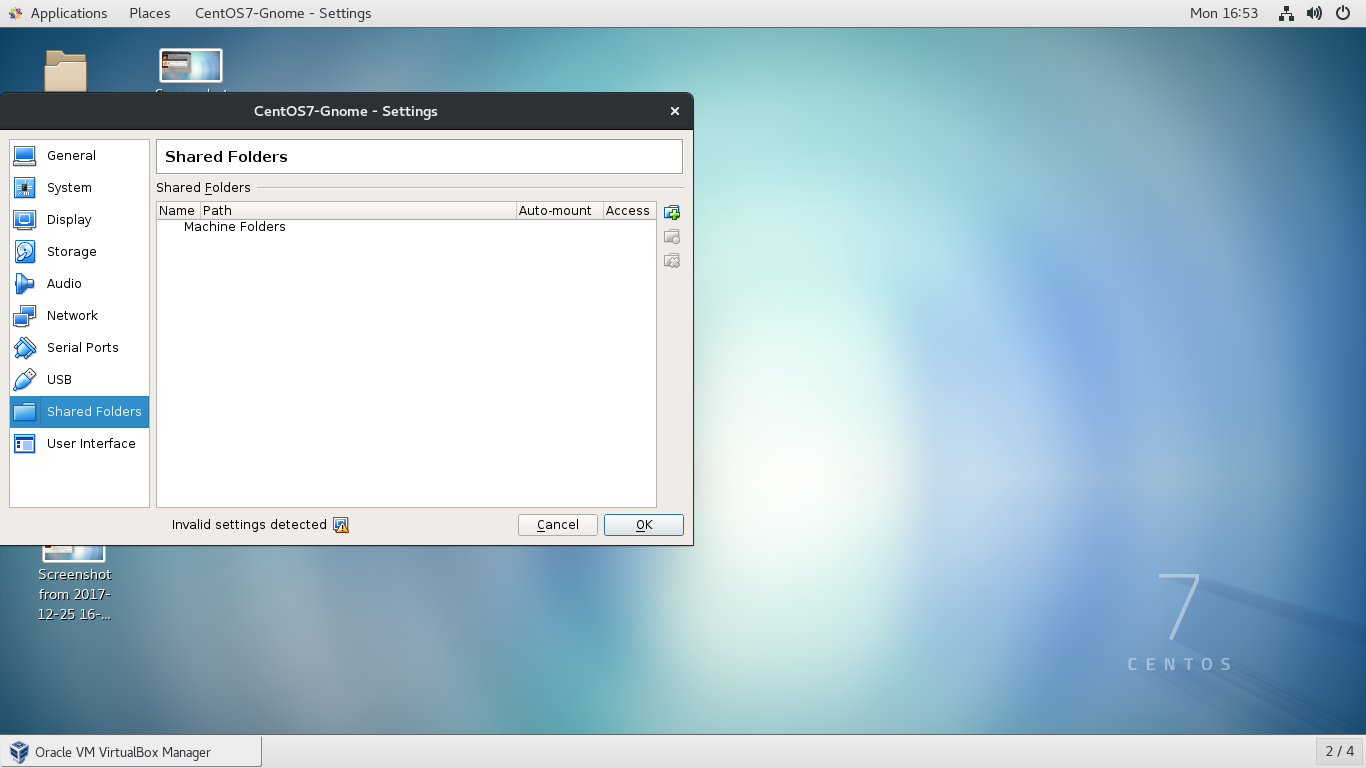 Applications Places CentOS7-Gnome - Settings Mon 16:53
CentOS7-Gnome - Settings
General
System
Display
Storage
Audio
Network
Serial Ports
USB
Shared Folders
User Interface
Shared Folders
Shared Folders
Name Path Auto-mount Access
Machine Folders
Invalid settings detected
Cancel OK
Screenshot
from 2017-
12-25 16-...
7
CENTOS
Oracle VM VirtualBox Manager 2 / 4